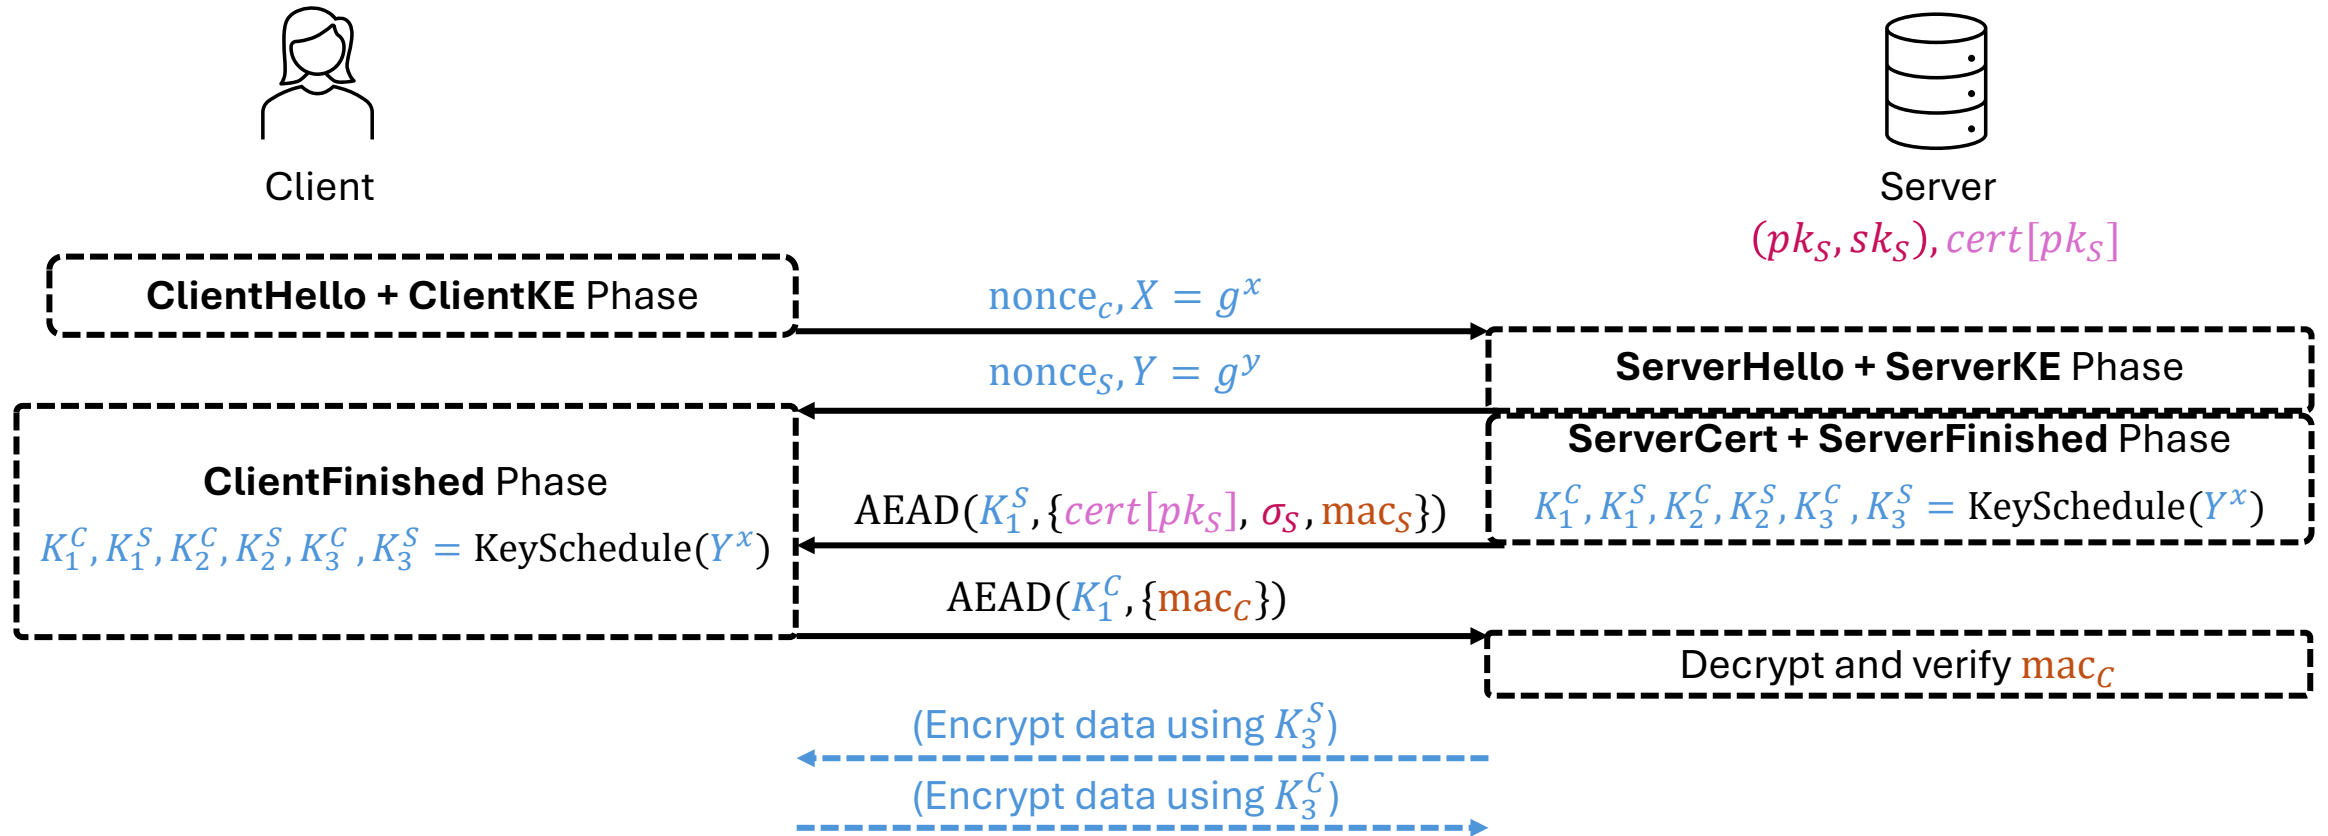 Client
Server
(pk_S, sk_S), cert[pk_S]
ClientHello + ClientKE Phase
nonce_c, X = g^x
ServerHello + ServerKE Phase
nonce_S, Y = g^y
ServerCert + ServerFinished Phase
K_1^C, K_1^S, K_2^C, K_2^S, K_3^C, K_3^S = KeySchedule(Y^x)
AEAD(K_1^S, {cert[pk_S], σ_S, mac_S})
ClientFinished Phase
K_1^C, K_1^S, K_2^C, K_2^S, K_3^C, K_3^S = KeySchedule(Y^x)
AEAD(K_1^C, {mac_C})
Decrypt and verify mac_C
(Encrypt data using K_3^S)
(Encrypt data using K_3^C)